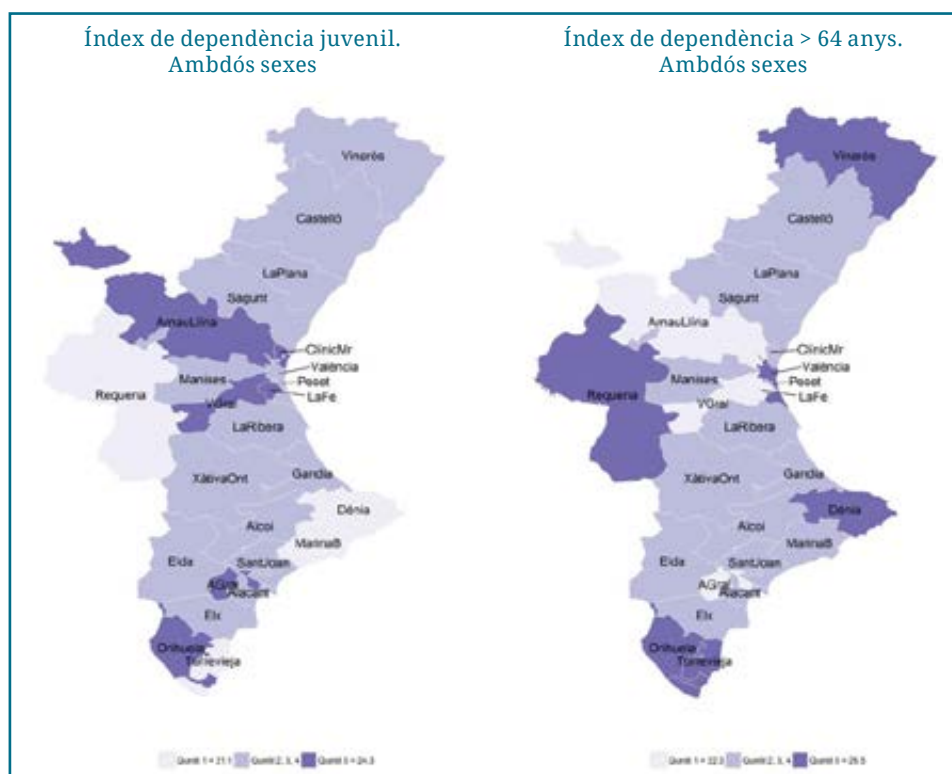 Índex de dependència juvenil.
Ambdós sexes
Vinaròs
Castelló
LaPlana
Sagunt
ArnauLlíria
ClínicMr
València
Peset
LaFe
Manises
Requena
VGral
LaRibera
XàtivaOnt
Gandia
Dénia
Alcoi
MarinaB
Elda
SantJoan
AGral
Alacant
Elx
Orihuela
Torrevieja
Índex de dependència > 64 anys.
Ambdós sexes
Vinaròs
Castelló
LaPlana
Sagunt
ArnauLlíria
ClínicMr
València
Peset
LaFe
Manises
Requena
VGral
LaRibera
XàtivaOnt
Gandia
Dénia
Alcoi
MarinaB
Elda
SantJoan
AGral
Alacant
Elx
Orihuela
Torrevieja